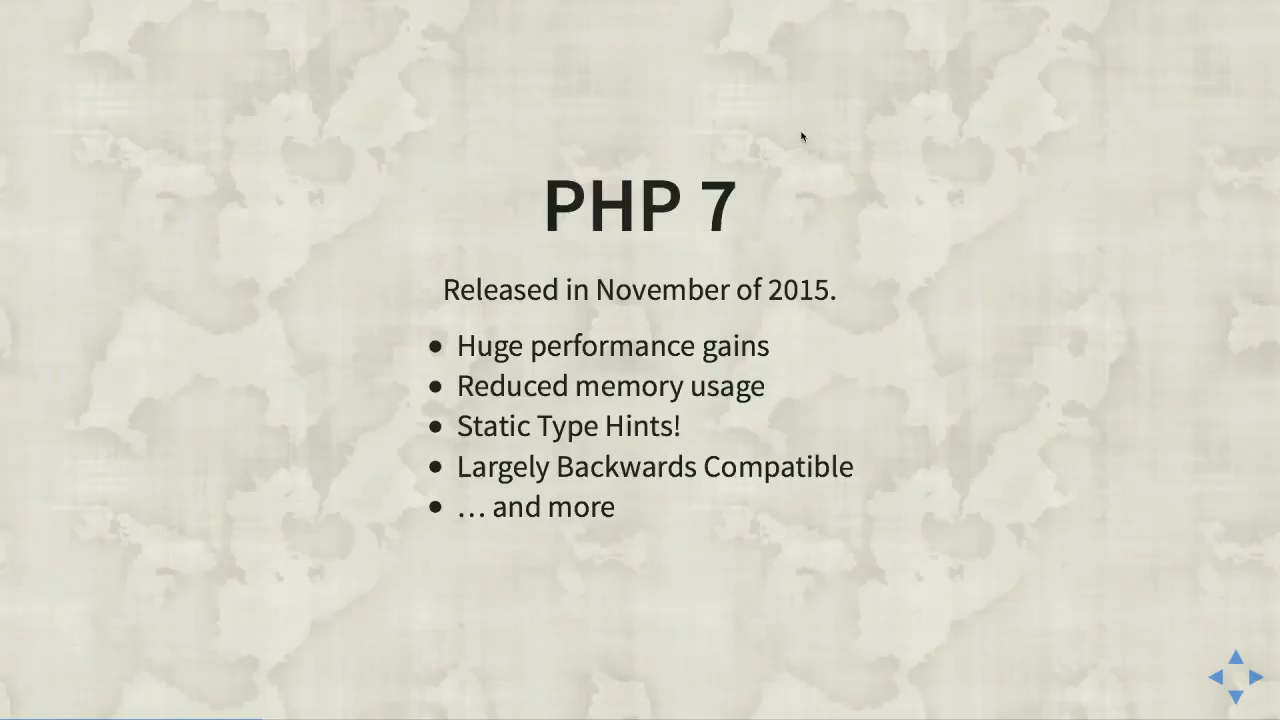 PHP 7
Released in November of 2015.
• Huge performance gains
• Reduced memory usage
• Static Type Hints!
• Largely Backwards Compatible
• … and more